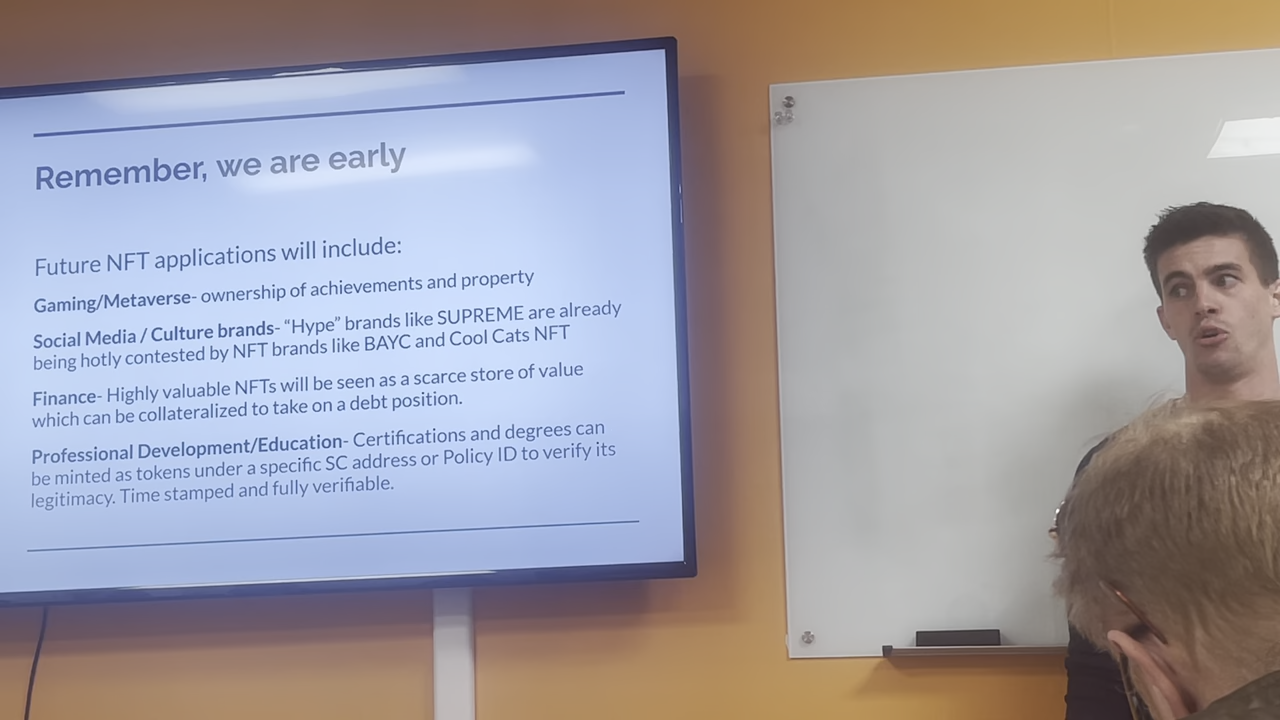 Remember, we are early
Future NFT applications will include:
Gaming/Metaverse- ownership of achievements and property
Social Media / Culture brands- “Hype” brands like SUPREME are already
being hotly contested by NFT brands like BAYC and Cool Cats NFT
Finance- Highly valuable NFTs will be seen as a scarce store of value
which can be collateralized to take on a debt position.
Professional Development/Education- Certifications and degrees can
be minted as tokens under a specific SC address or Policy ID to verify its
legitimacy. Time stamped and fully verifiable.